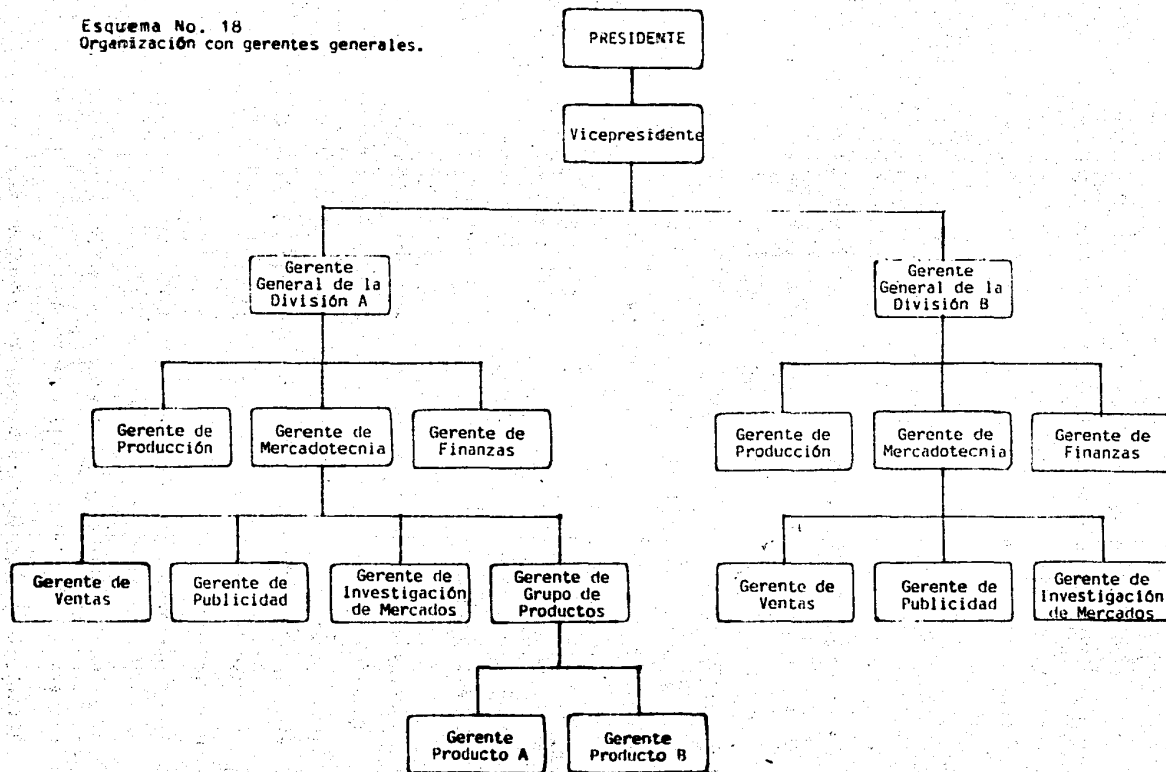 Esquema No. 18
Organización con gerentes generales.
PRESIDENTE
Vicepresidente
Gerente
General de la
División A
Gerente
General de la
División B
Gerente de
Producción
Gerente de
Mercadotecnia
Gerente de
Finanzas
Gerente de
Producción
Gerente de
Mercadotecnia
Gerente de
Finanzas
Gerente de
Ventas
Gerente de
Publicidad
Gerente de
Investigación
de Mercados
Gerente de
Grupo de
Productos
Gerente de
Ventas
Gerente de
Publicidad
Gerente de
Investigación
de Mercados
Gerente
Producto A
Gerente
Producto B